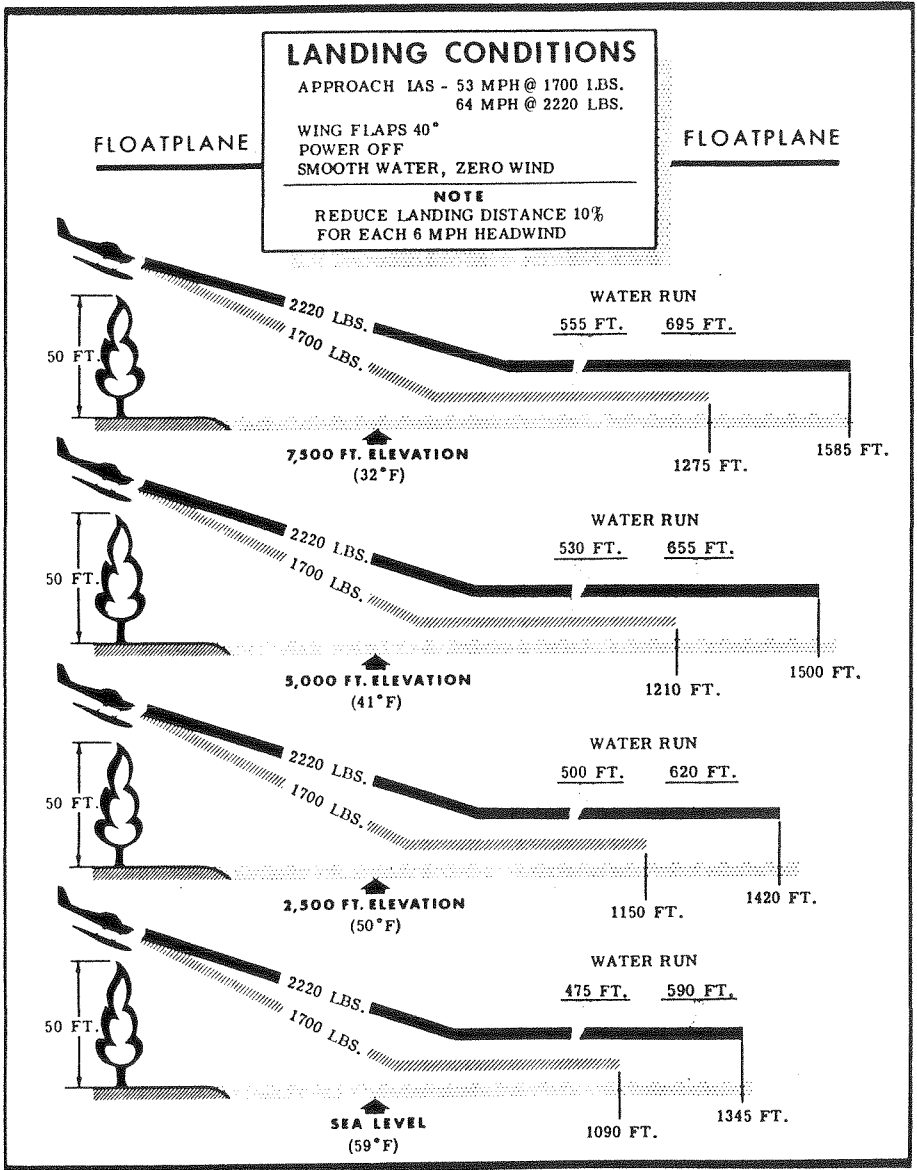 LANDING CONDITIONS
APPROACH IAS - 53 MPH @ 1700 LBS.
64 MPH @ 2220 LBS.
WING FLAPS 40°
POWER OFF
SMOOTH WATER, ZERO WIND
NOTE
REDUCE LANDING DISTANCE 10%
FOR EACH 6 MPH HEADWIND
FLOATPLANE
FLOATPLANE
2220 LBS.
1700 LBS.
50 FT.
WATER RUN
555 FT. 695 FT.
7,500 FT. ELEVATION
(32°F)
1275 FT.
1585 FT.
2220 LBS.
1700 LBS.
50 FT.
WATER RUN
530 FT. 655 FT.
5,000 FT. ELEVATION
(41°F)
1210 FT.
1500 FT.
2220 LBS.
1700 LBS.
50 FT.
WATER RUN
500 FT. 620 FT.
2,500 FT. ELEVATION
(50°F)
1150 FT.
1420 FT.
2220 LBS.
1700 LBS.
50 FT.
WATER RUN
475 FT. 590 FT.
SEA LEVEL
(59°F)
1090 FT.
1345 FT.